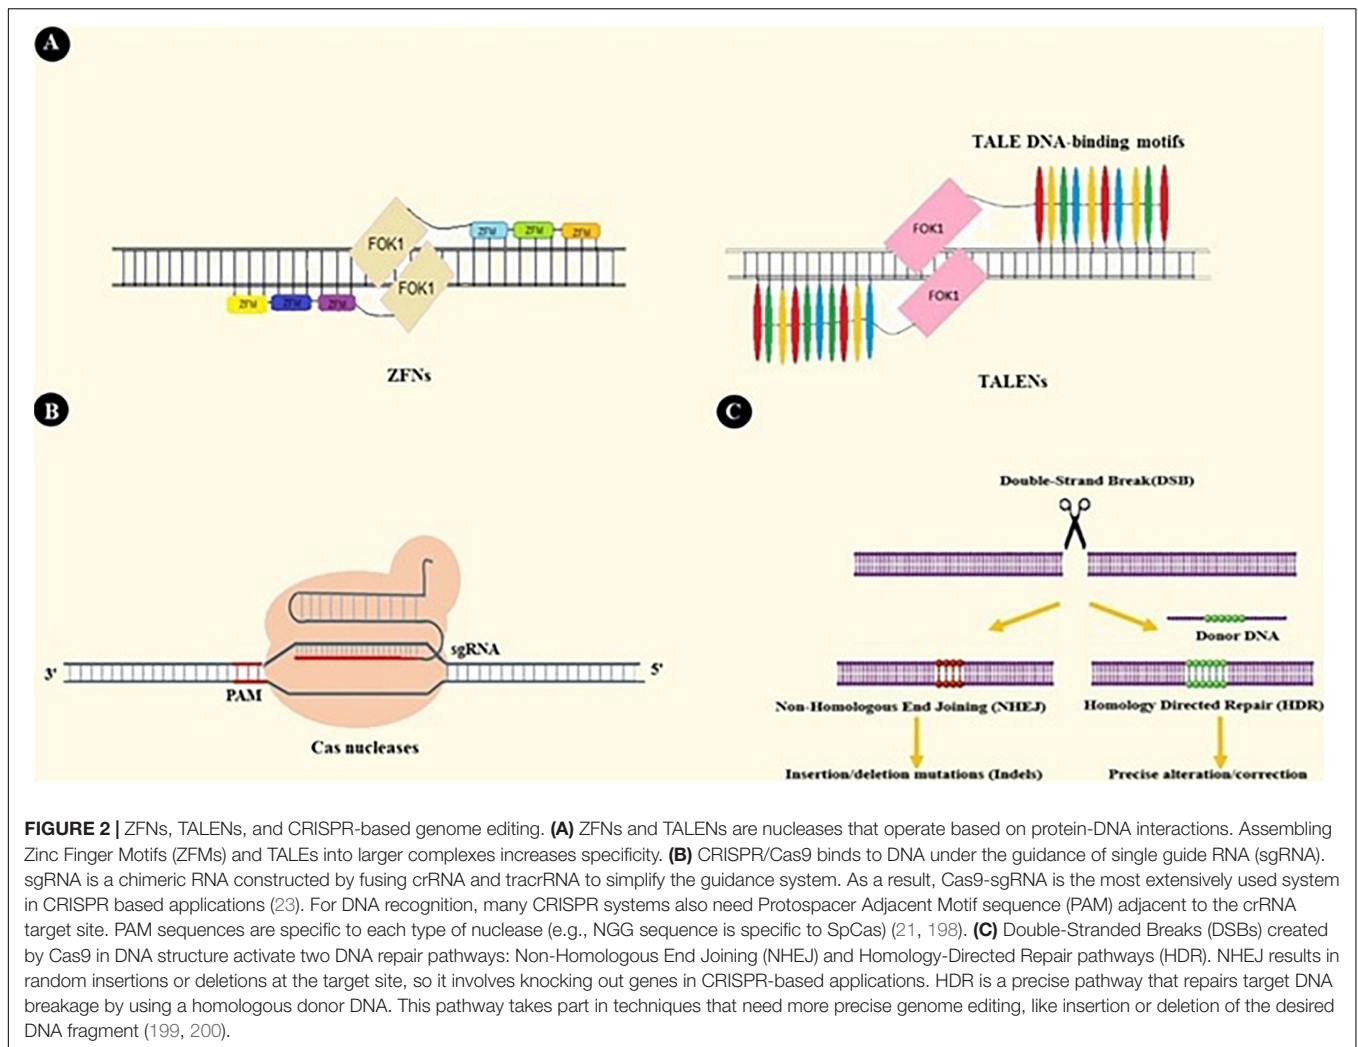 A
TALE DNA-binding motifs
FOK1
ZFM ZFM ZFM
FOK1
ZFM ZFM ZFM
ZFNs
FOK1
FOK1
TALENs
B
sgRNA
3'
5'
PAM
Cas nucleases
C
Double-Strand Break(DSB)
Donor DNA
Non-Homologous End Joining (NHEJ)
Homology Directed Repair (HDR)
Insertion/deletion mutations (Indels)
Precise alteration/correction
FIGURE 2 | ZFNs, TALENs, and CRISPR-based genome editing. (A) ZFNs and TALENs are nucleases that operate based on protein-DNA interactions. Assembling
Zinc Finger Motifs (ZFMs) and TALEs into larger complexes increases specificity. (B) CRISPR/Cas9 binds to DNA under the guidance of single guide RNA (sgRNA).
sgRNA is a chimeric RNA constructed by fusing crRNA and tracrRNA to simplify the guidance system. As a result, Cas9-sgRNA is the most extensively used system
in CRISPR based applications (23). For DNA recognition, many CRISPR systems also need Protospacer Adjacent Motif sequence (PAM) adjacent to the crRNA
target site. PAM sequences are specific to each type of nuclease (e.g., NGG sequence is specific to SpCas) (21, 198). (C) Double-Stranded Breaks (DSBs) created
by Cas9 in DNA structure activate two DNA repair pathways: Non-Homologous End Joining (NHEJ) and Homology-Directed Repair pathways (HDR). NHEJ results in
random insertions or deletions at the target site, so it involves knocking out genes in CRISPR-based applications. HDR is a precise pathway that repairs target DNA
breakage by using a homologous donor DNA. This pathway takes part in techniques that need more precise genome editing, like insertion or deletion of the desired
DNA fragment (199, 200).